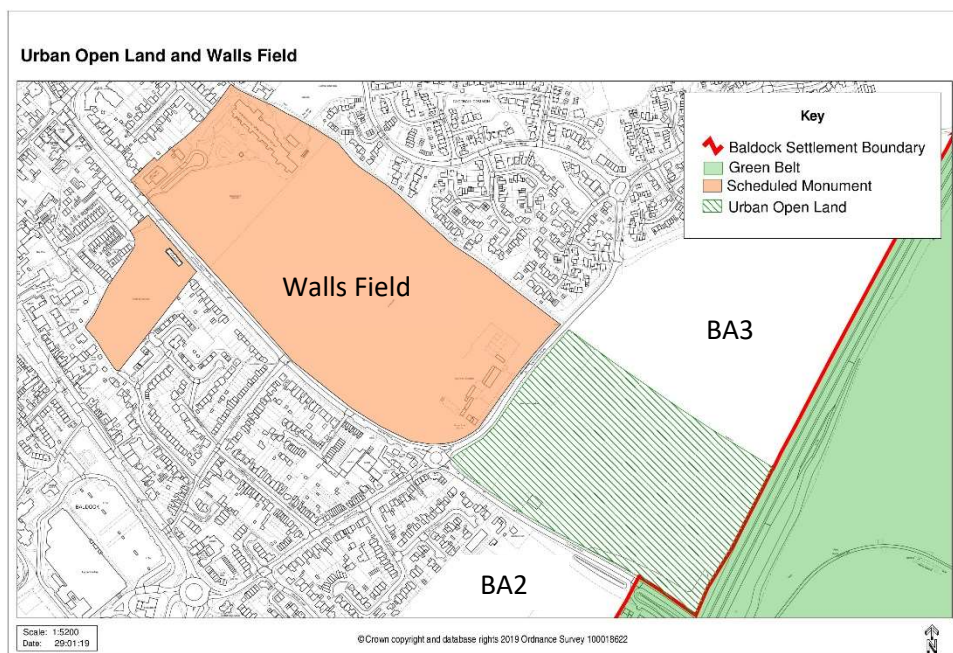 Urban Open Land and Walls Field
Key
Baldock Settlement Boundary
Green Belt
Scheduled Monument
Urban Open Land
Walls Field
BA3
BALDOCK
BA2
Scale: 1:5200
Date: 29:01:19
©Crown copyright and database rights 2019 Ordnance Survey 100018622
N